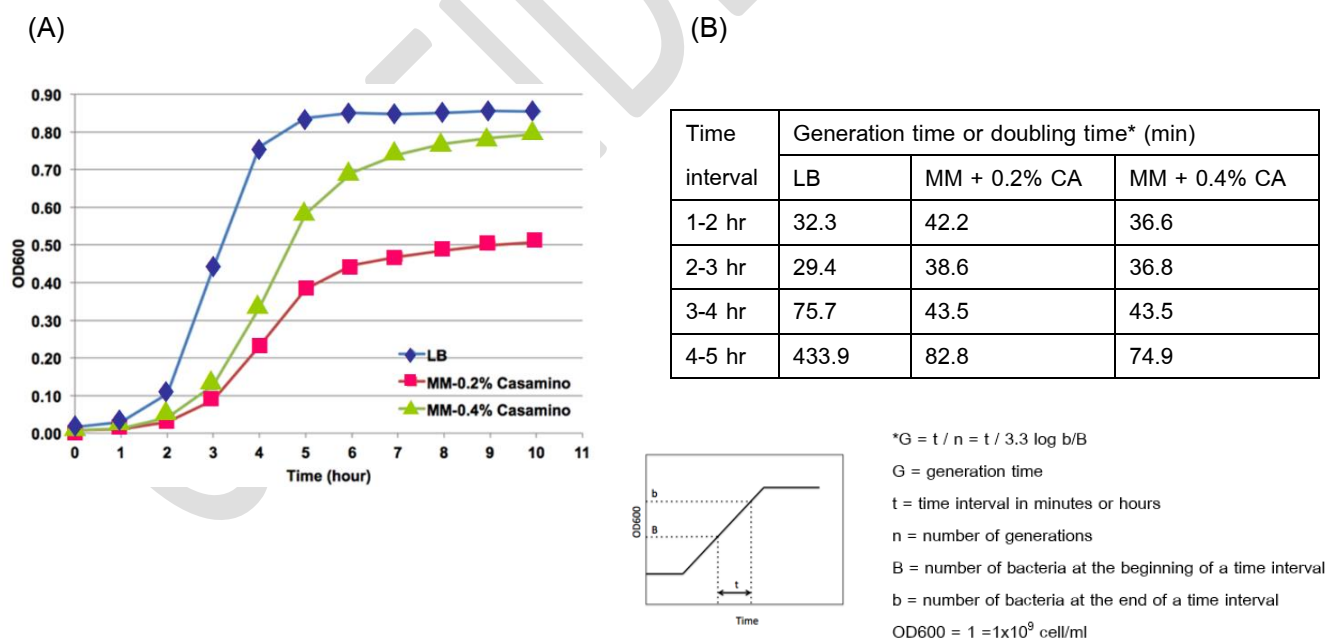 (A)
(B)
0.90
0.80
0.70
0.60
0.50
0.40
0.30
0.20
0.10
0.00
OD600
LB
MM-0.2% Casamino
MM-0.4% Casamino
0 1 2 3 4 5 6 7 8 9 10 11
Time (hour)
Time interval
Generation time or doubling time* (min)
LB MM + 0.2% CA MM + 0.4% CA
1-2 hr 32.3 42.2 36.6
2-3 hr 29.4 38.6 36.8
3-4 hr 75.7 43.5 43.5
4-5 hr 433.9 82.8 74.9
OD600
b
B
t
Time
*G = t / n = t / 3.3 log b/B
G = generation time
t = time interval in minutes or hours
n = number of generations
B = number of bacteria at the beginning of a time interval
b = number of bacteria at the end of a time interval
OD600 = 1 =1x10⁹ cell/ml